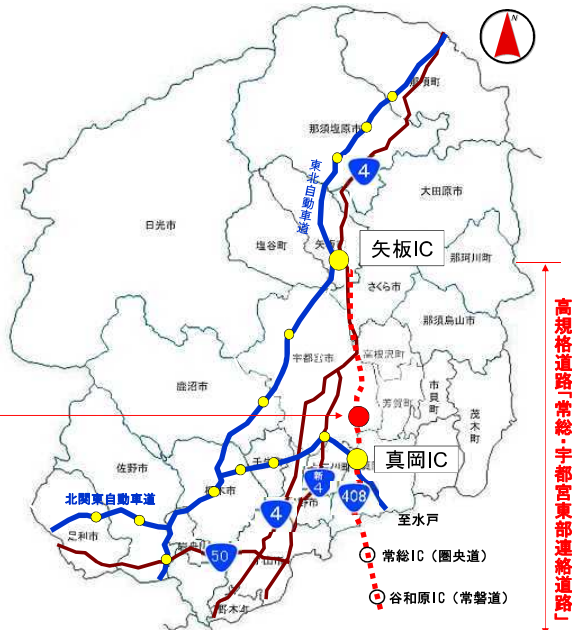 N
那須町
那須塩原市
東北自動車道
4
大田原市
日光市
塩谷町
矢板IC
那珂川町
さくら市
那須烏山市
宇都宮市
高根沢町
鹿沼市
芳賀町
市貝町
茂木町
高規格道路「常総・宇都宮東部連絡道路」
佐野市
真岡IC
北関東自動車道
新4
408
4
至水戸
足利市
50
常総IC（圏央道）
野木町
谷和原IC（常磐道）